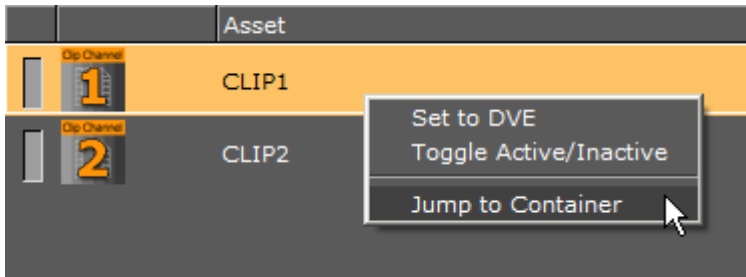 Asset
Clip Channel
1
CLIP1
Set to DVE
Toggle Active/Inactive
Jump to Container
Clip Channel
2
CLIP2